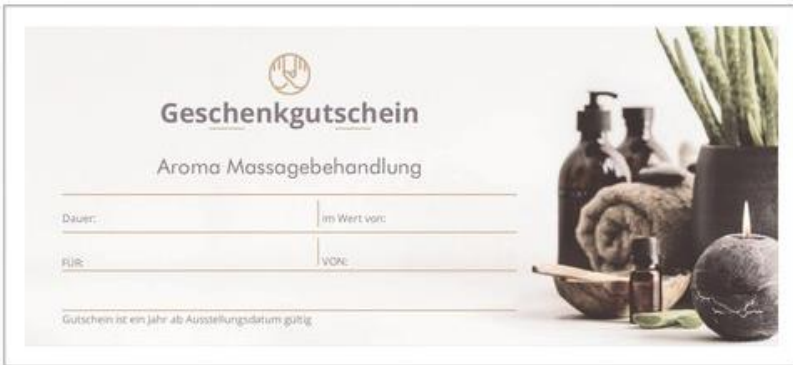 Geschenkgutschein
Aroma Massagebehandlung
Dauer: im Wert von:
FÜR: VON:
Gutschein ist ein Jahr ab Ausstellungsdatum gültig